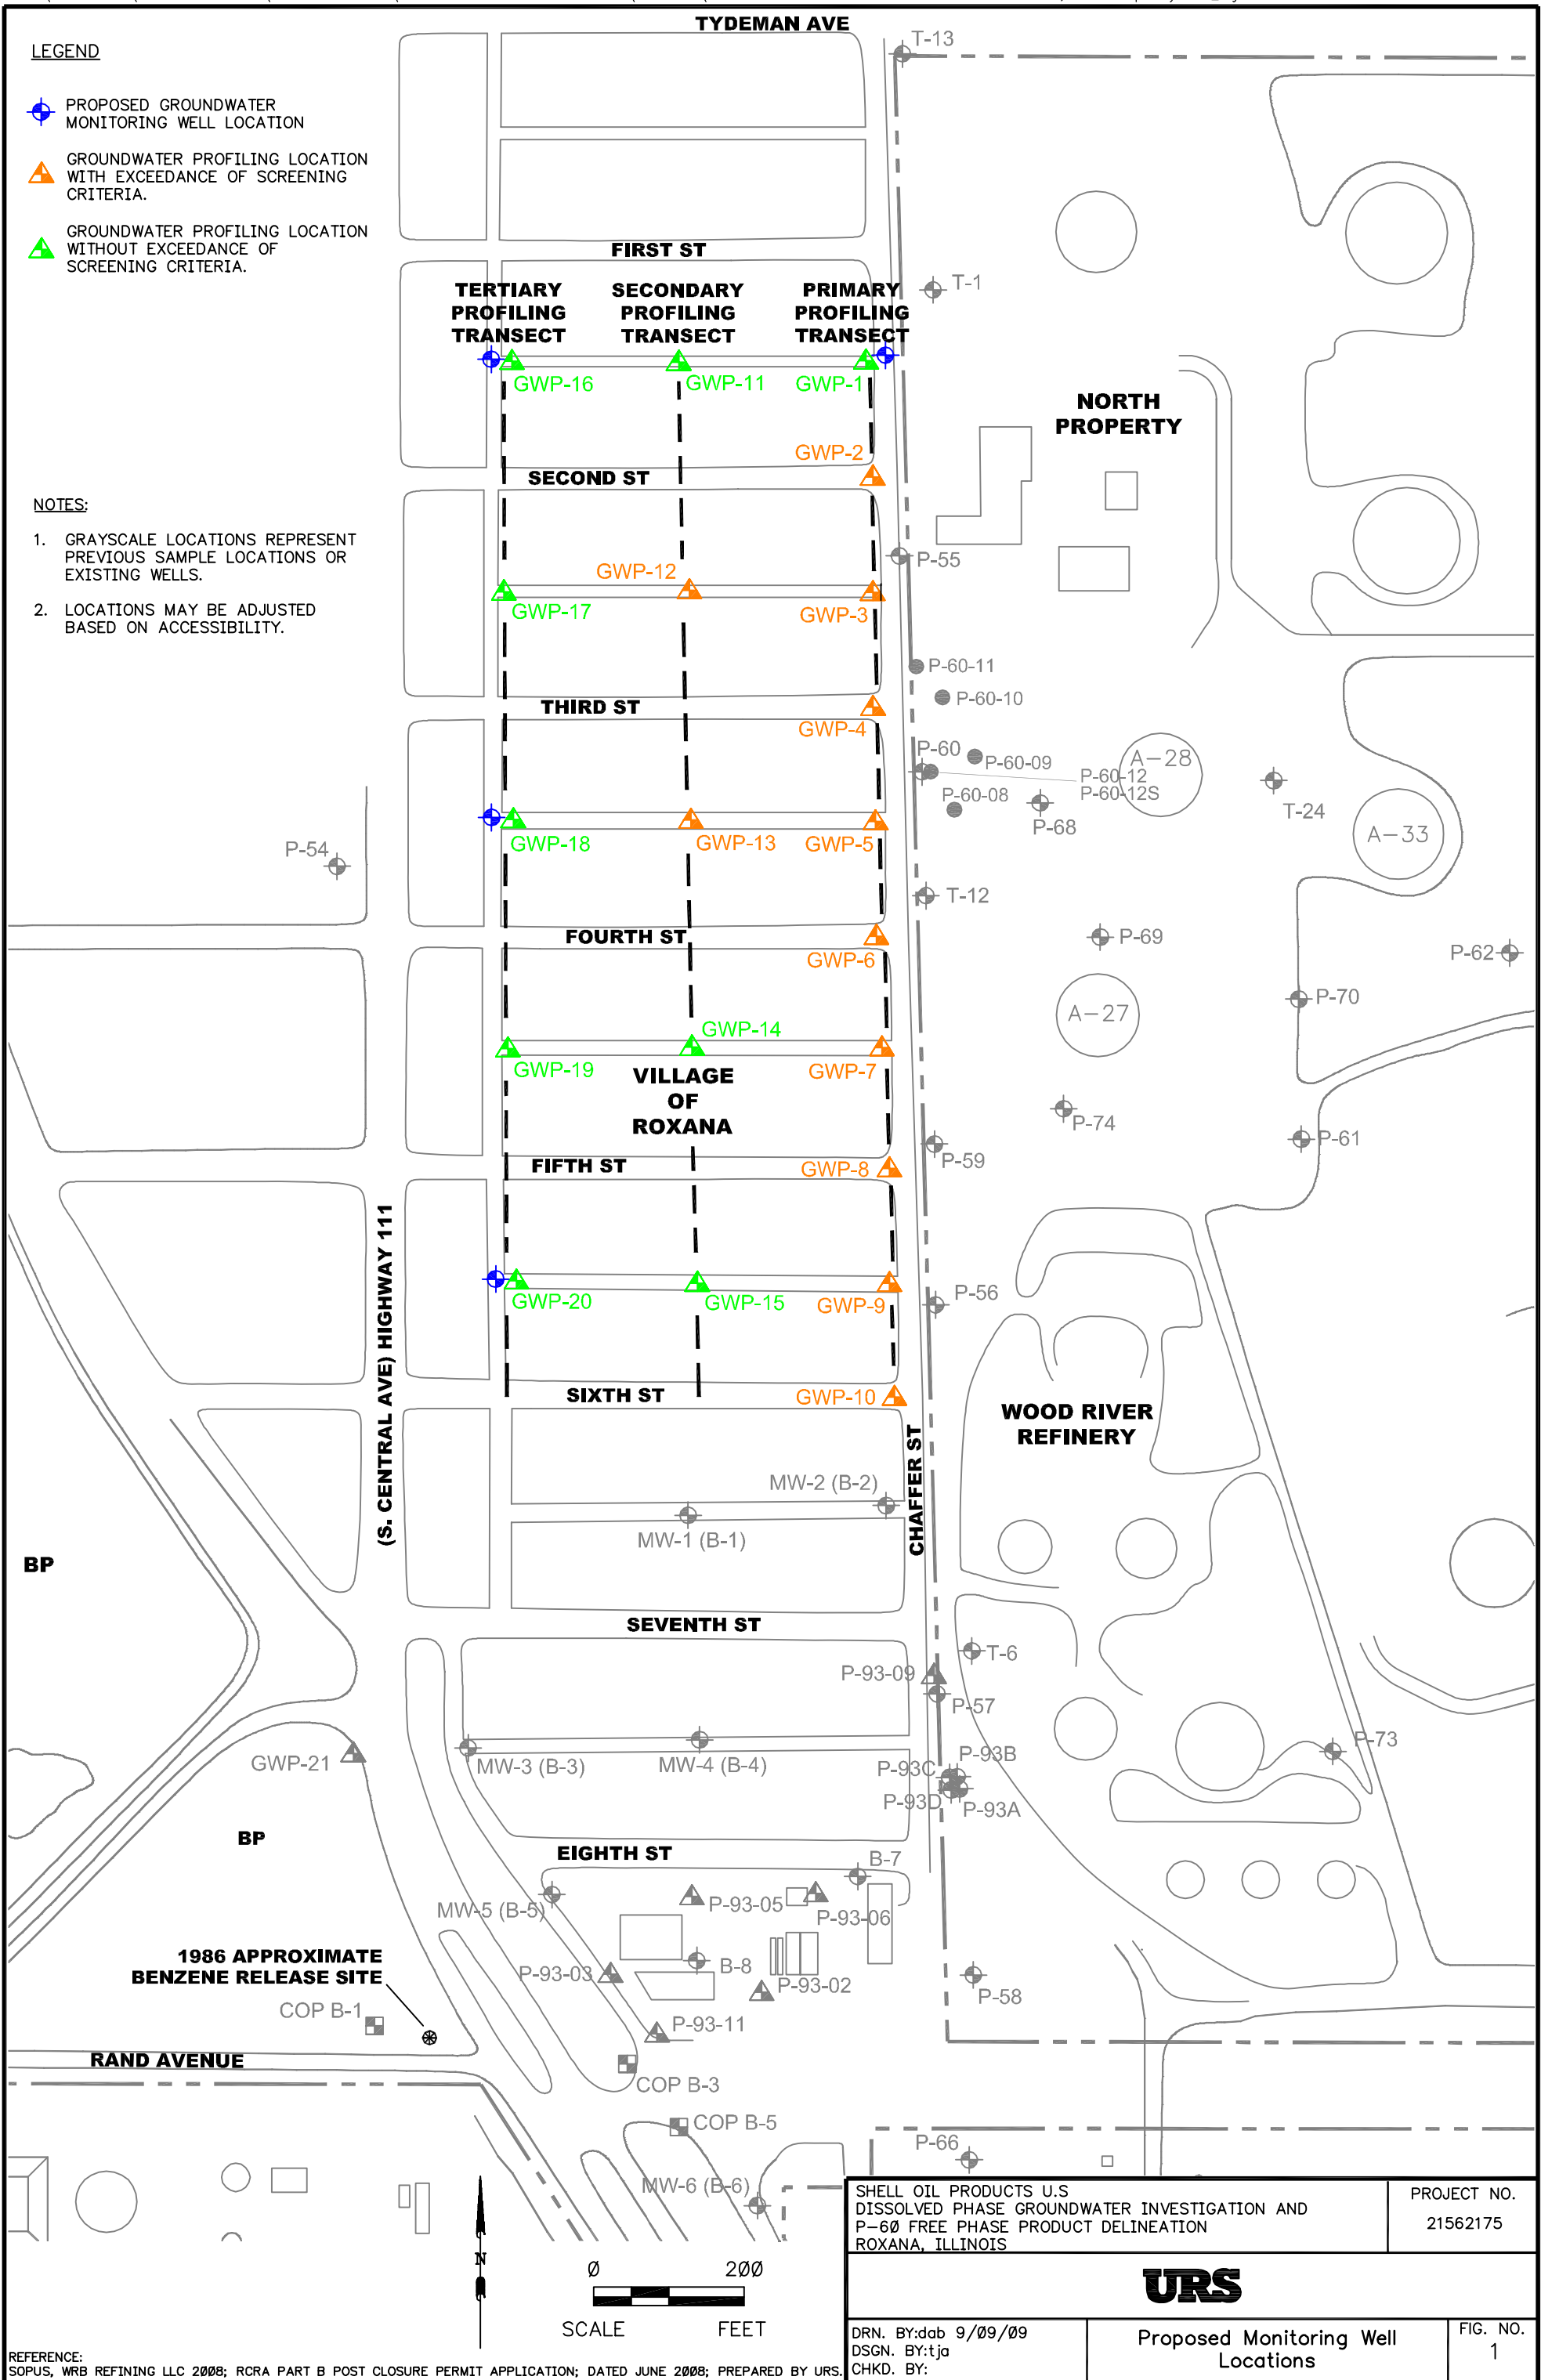 TYDEMAN AVE
LEGEND
PROPOSED GROUNDWATER
MONITORING WELL LOCATION
GROUNDWATER PROFILING LOCATION
WITH EXCEEDANCE OF SCREENING
CRITERIA.
GROUNDWATER PROFILING LOCATION
WITHOUT EXCEEDANCE OF
SCREENING CRITERIA.
T-13
FIRST ST
T-1
TERTIARY
PROFILING
TRANSECT
SECONDARY
PROFILING
TRANSECT
PRIMARY
PROFILING
TRANSECT
GWP-16
GWP-11
GWP-1
NORTH
PROPERTY
GWP-2
SECOND ST
NOTES:
1. GRAYSCALE LOCATIONS REPRESENT
PREVIOUS SAMPLE LOCATIONS OR
EXISTING WELLS.
2. LOCATIONS MAY BE ADJUSTED
BASED ON ACCESSIBILITY.
P-55
GWP-12
GWP-17
GWP-3
P-60-11
P-60-10
THIRD ST
GWP-4
P-60
P-60-09
A-28
P-60-12
P-60-12S
P-60-08
P-68
T-24
A-33
P-54
GWP-18
GWP-13
GWP-5
T-12
FOURTH ST
P-69
GWP-6
P-62
P-70
A-27
GWP-14
GWP-19
GWP-7
VILLAGE
OF
ROXANA
P-74
P-61
P-59
FIFTH ST
GWP-8
(S. CENTRAL AVE) HIGHWAY 111
GWP-20
GWP-15
GWP-9
P-56
SIXTH ST
GWP-10
WOOD RIVER
REFINERY
CHAFFER ST
MW-2 (B-2)
MW-1 (B-1)
BP
SEVENTH ST
T-6
P-93-09
P-57
GWP-21
MW-3 (B-3)
MW-4 (B-4)
P-73
P-93B
P-93C
P-93D
P-93A
BP
EIGHTH ST
B-7
MW-5 (B-5)
P-93-05
P-93-06
1986 APPROXIMATE
BENZENE RELEASE SITE
P-93-03
B-8
P-93-02
P-58
COP B-1
P-93-11
RAND AVENUE
COP B-3
COP B-5
P-66
MW-6 (B-6)
N
0 200
SCALE FEET
SHELL OIL PRODUCTS U.S
DISSOLVED PHASE GROUNDWATER INVESTIGATION AND
P-60 FREE PHASE PRODUCT DELINEATION
ROXANA, ILLINOIS
PROJECT NO.
21562175
URS
DRN. BY:dab 9/09/09
DSGN. BY:tja
CHKD. BY:
Proposed Monitoring Well
Locations
FIG. NO.
1
REFERENCE:
SOPUS, WRB REFINING LLC 2008; RCRA PART B POST CLOSURE PERMIT APPLICATION; DATED JUNE 2008; PREPARED BY URS.